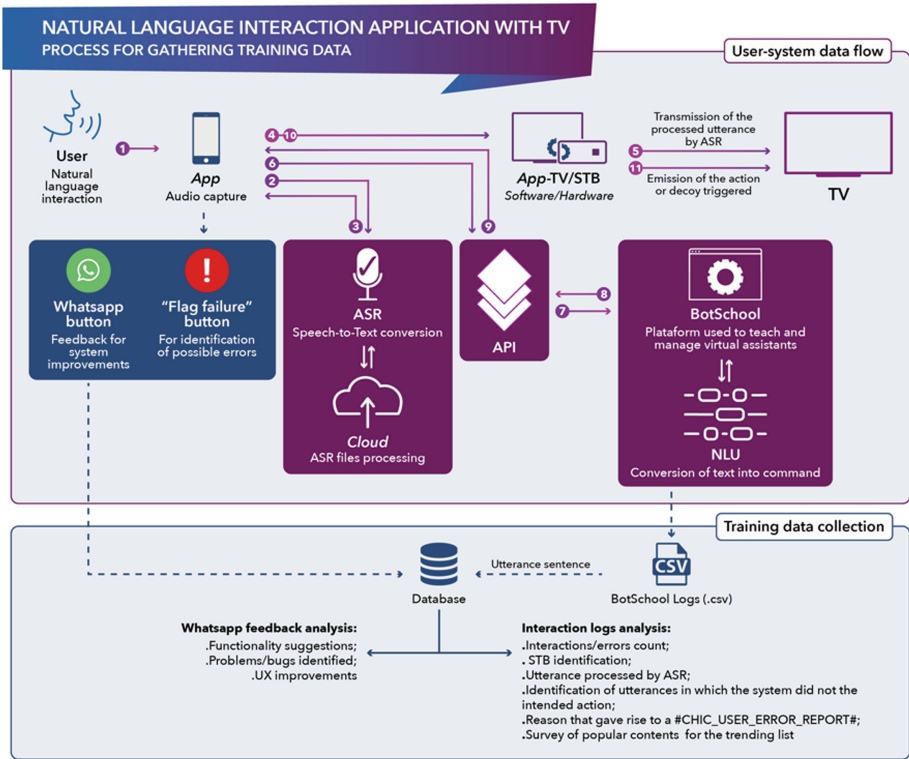 NATURAL LANGUAGE INTERACTION APPLICATION WITH TV
PROCESS FOR GATHERING TRAINING DATA
User-system data flow
User
Natural
language
interaction
1
App
Audio capture
4 10
6
2
3
9
App-TV/STB
Software/Hardware
Transmission of the
processed utterance
by ASR
5
11
Emission of the action
or decoy triggered
TV
Whatsapp
button
Feedback for
system
improvements
!
"Flag failure"
button
For identification
of possible errors
ASR
Speech-to-Text conversion
Cloud
ASR files processing
API
8
7
BotSchool
Plataform used to teach and
manage virtual assistants
NLU
Conversion of text into command
Training data collection
Database
Utterance sentence
CSV
BotSchool Logs (.csv)
Whatsapp feedback analysis:
.Functionality suggestions;
.Problems/bugs identified;
.UX improvements
Interaction logs analysis:
.Interactions/errors count;
. STB identification;
.Utterance processed by ASR;
.Identification of utterances in which the system did not the
intended action;
.Reason that gave rise to a #CHIC_USER_ERROR_REPORT#;
.Survey of popular contents for the trending list